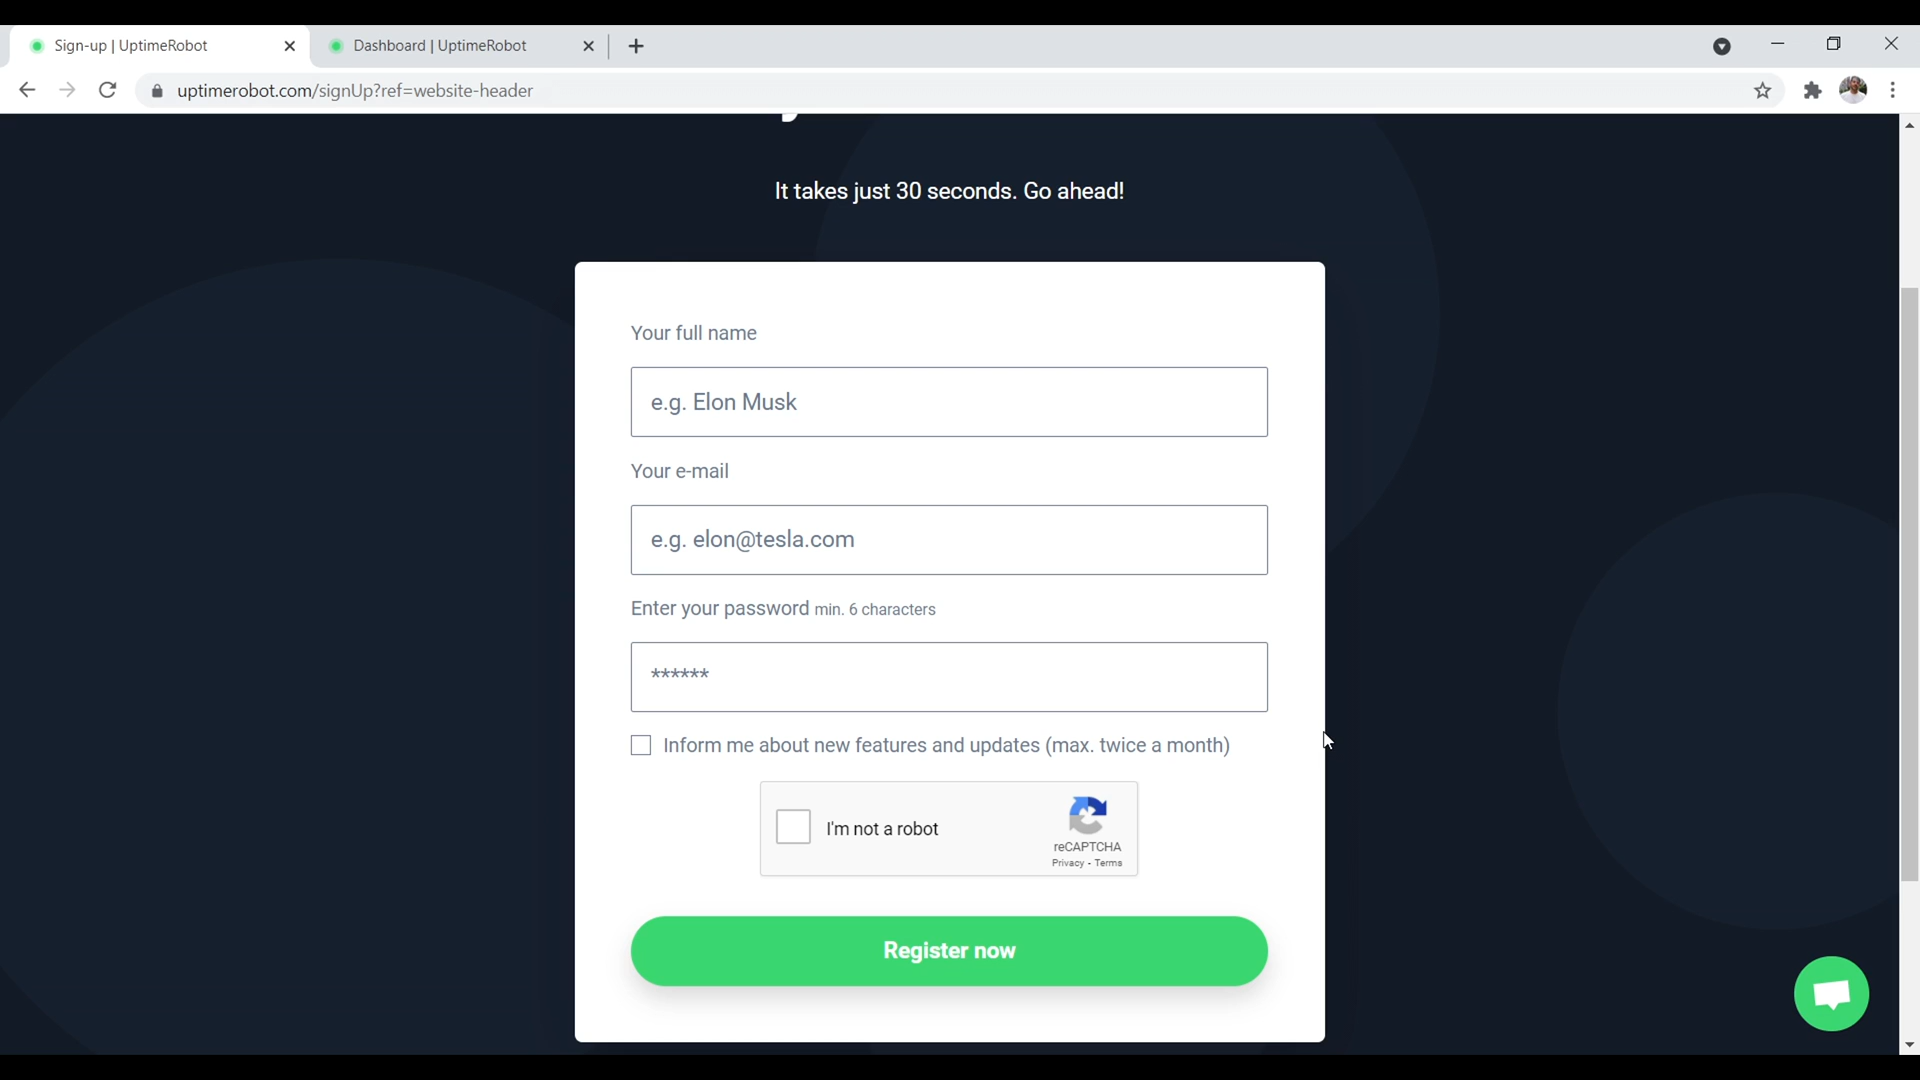 Sign-up | UptimeRobot
Dashboard | UptimeRobot
uptimerobot.com/signUp?ref=website-header
It takes just 30 seconds. Go ahead!
Your full name
e.g. Elon Musk
Your e-mail
e.g. elon@tesla.com
Enter your password min. 6 characters
******
Inform me about new features and updates (max. twice a month)
I'm not a robot
reCAPTCHA
Privacy - Terms
Register now